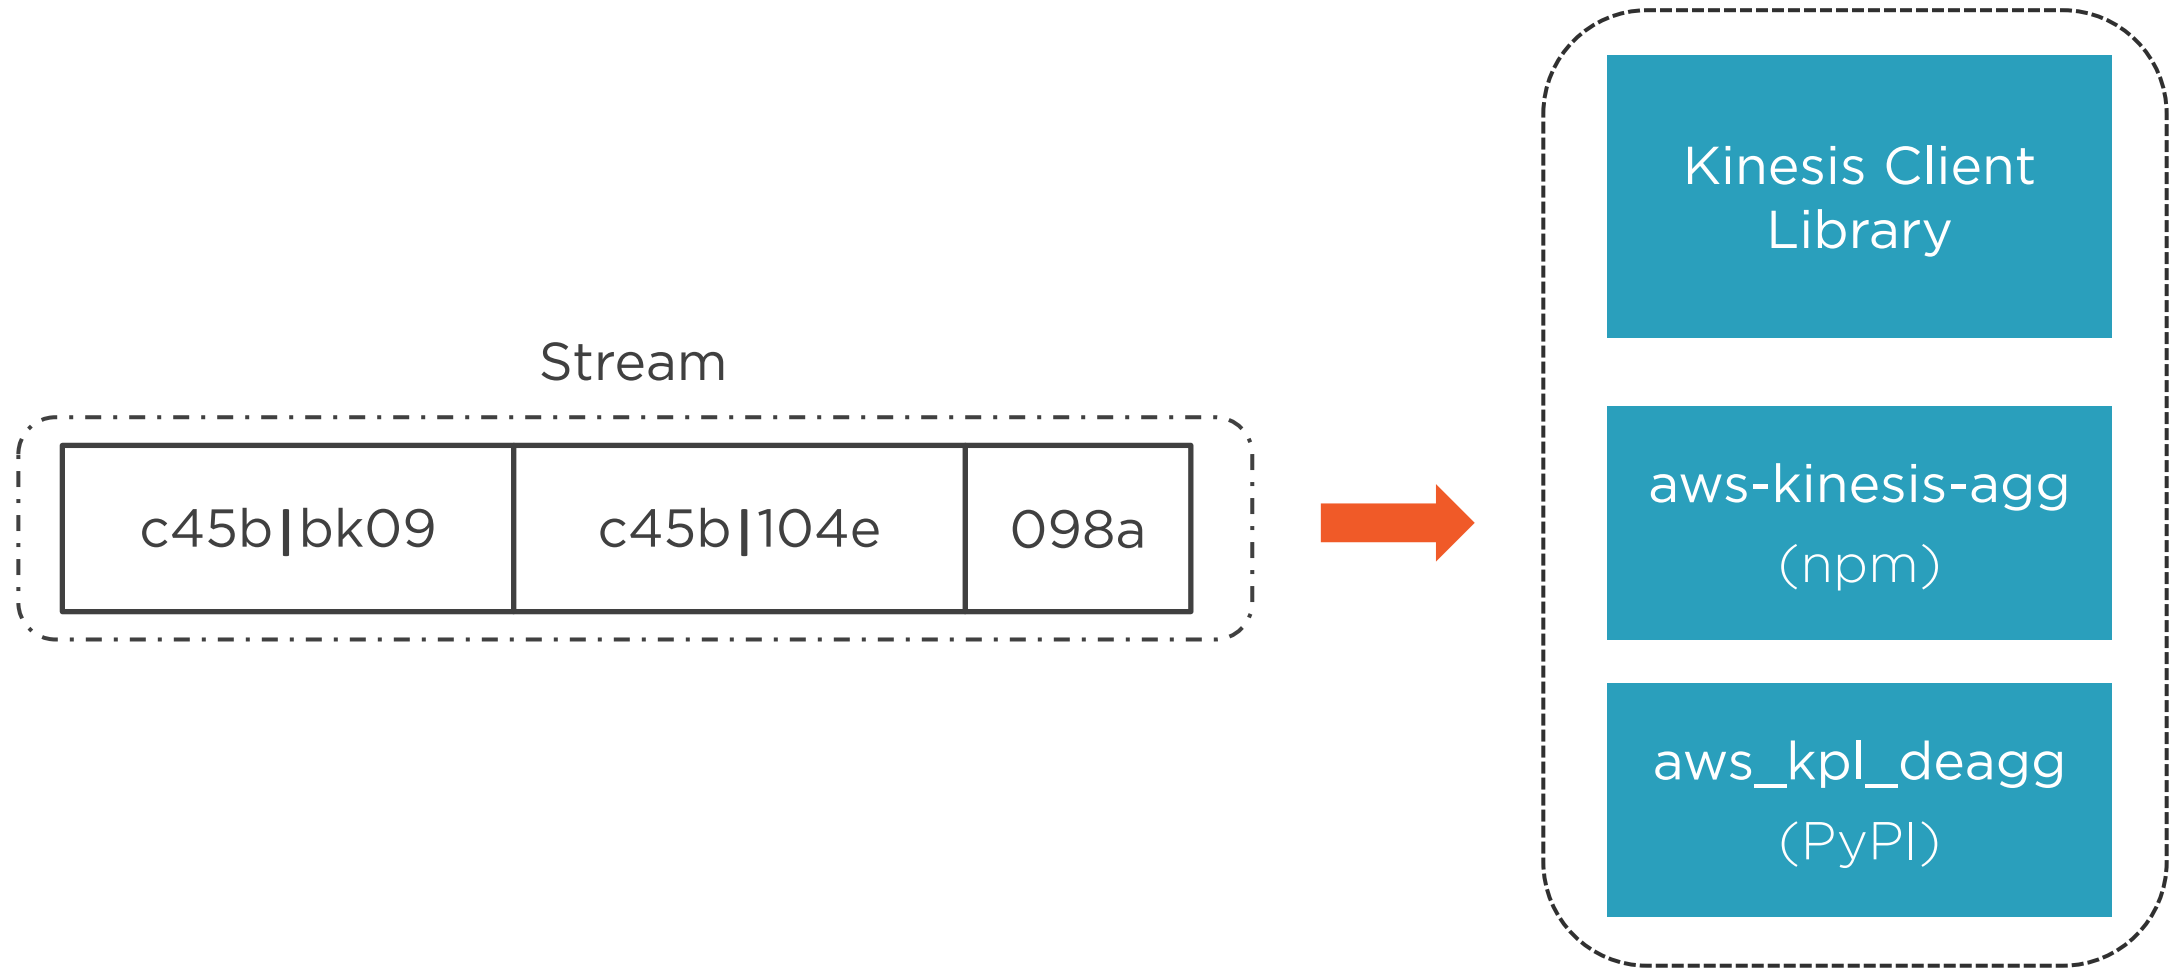 Stream
c45b|bk09
c45b|104e
098a
Kinesis Client
Library
aws-kinesis-agg
(npm)
aws_kpl_deagg
(PyPI)